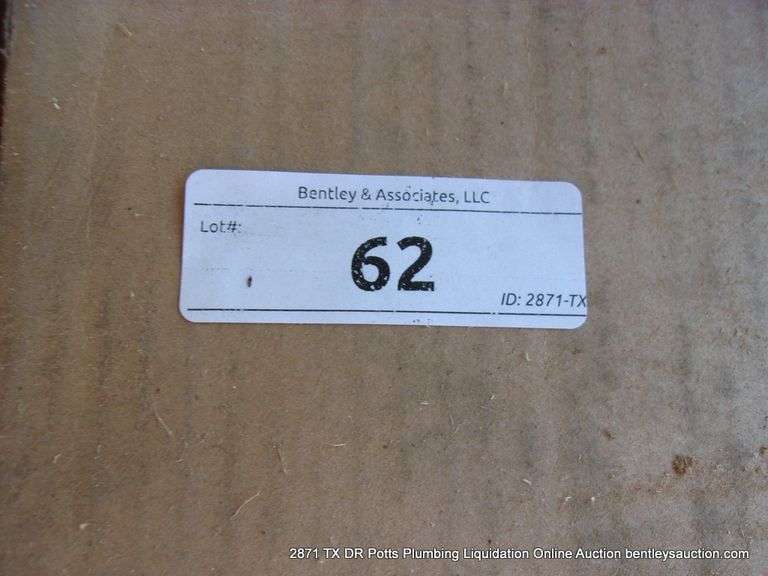 Bentley & Associates, LLC
Lot#:
62
ID: 2871-TX
2871 TX DR Potts Plumbing Liquidation Online Auction bentleysauction.com